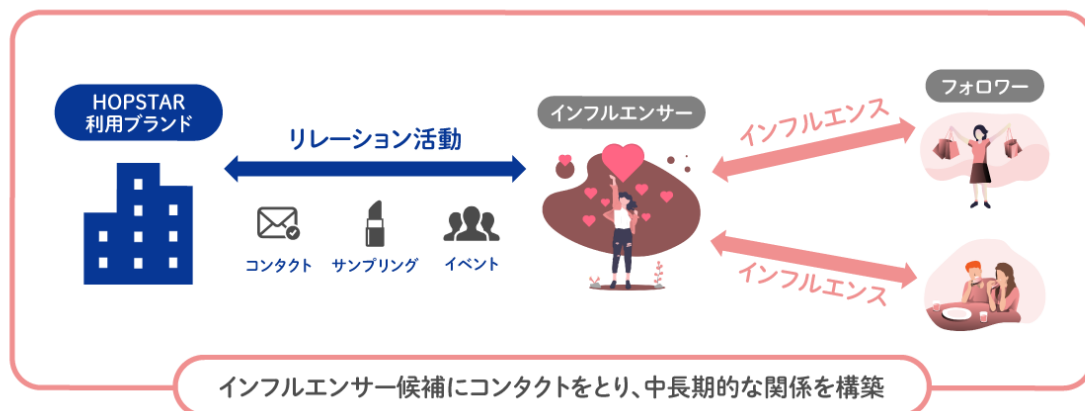 HOPSTAR
利用ブランド
リレーション活動
コンタクト
サンプリング
イベント
インフルエンサー
インフルエンス
インフルエンス
フォロワー
インフルエンサー候補にコンタクトをとり、中長期的な関係を構築